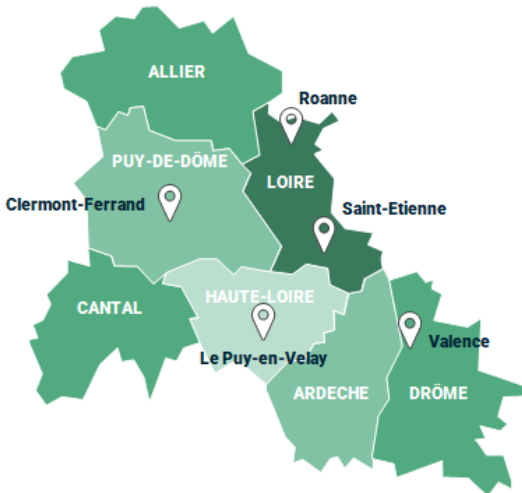 ALLIER
Roanne
PUY-DE-DÔME
LOIRE
Clermont-Ferrand
Saint-Etienne
HAUTE-LOIRE
CANTAL
Valence
Le Puy-en-Velay
ARDECHE
DRÔME